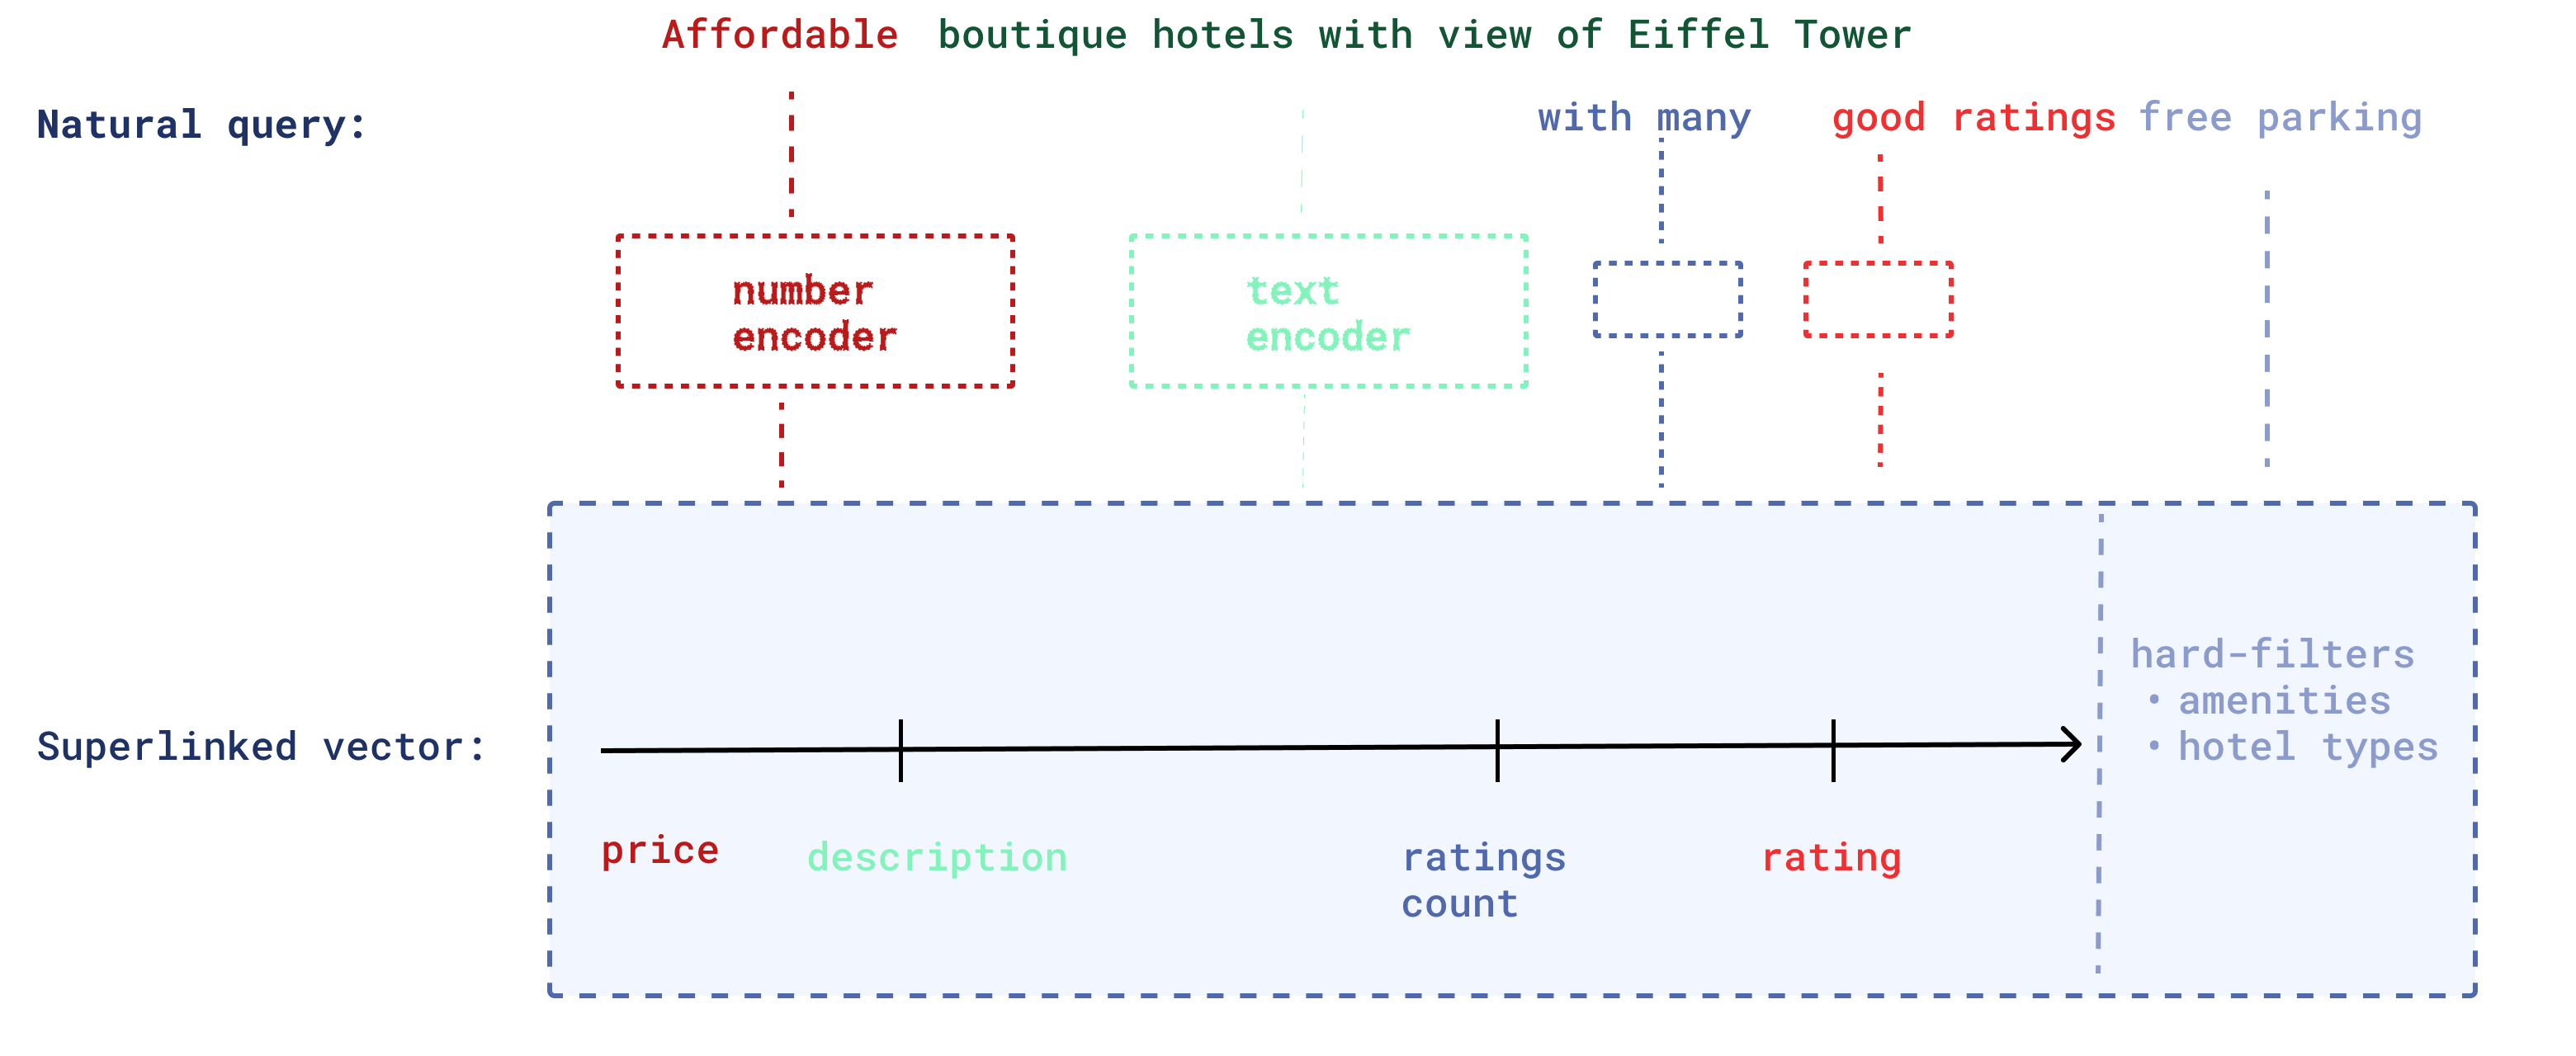 Affordable boutique hotels with view of Eiffel Tower
Natural query:
with many good ratings free parking
number
encoder
text
encoder
Superlinked vector:
hard-filters
• amenities
• hotel types
price
description
ratings
count
rating